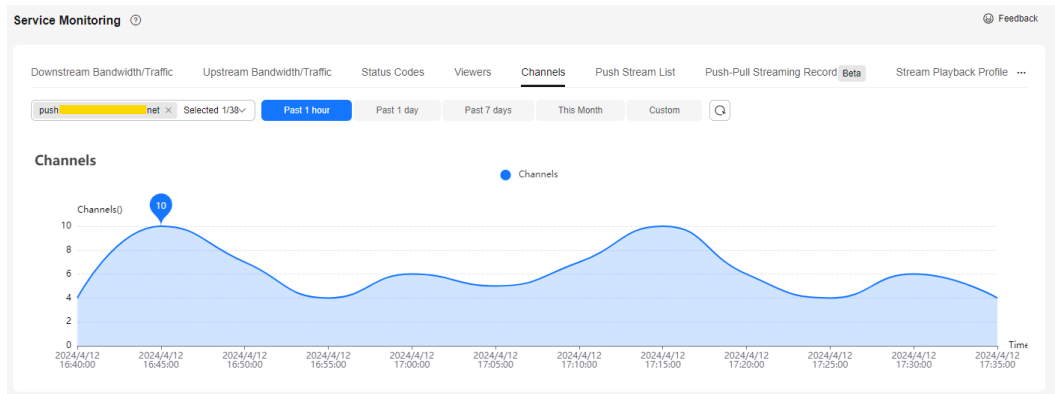 Service Monitoring ?
Feedback
Downstream Bandwidth/Traffic Upstream Bandwidth/Traffic Status Codes Viewers Channels Push Stream List Push-Pull Streaming Record Beta Stream Playback Profile ...
push net × Selected 1/38 Past 1 hour Past 1 day Past 7 days This Month Custom
Channels
Channels
Channels()
10
10
8
6
4
2
0
Time
2024/4/12 2024/4/12 2024/4/12 2024/4/12 2024/4/12 2024/4/12 2024/4/12 2024/4/12 2024/4/12 2024/4/12 2024/4/12 2024/4/12
16:40:00 16:45:00 16:50:00 16:55:00 17:00:00 17:05:00 17:10:00 17:15:00 17:20:00 17:25:00 17:30:00 17:35:00